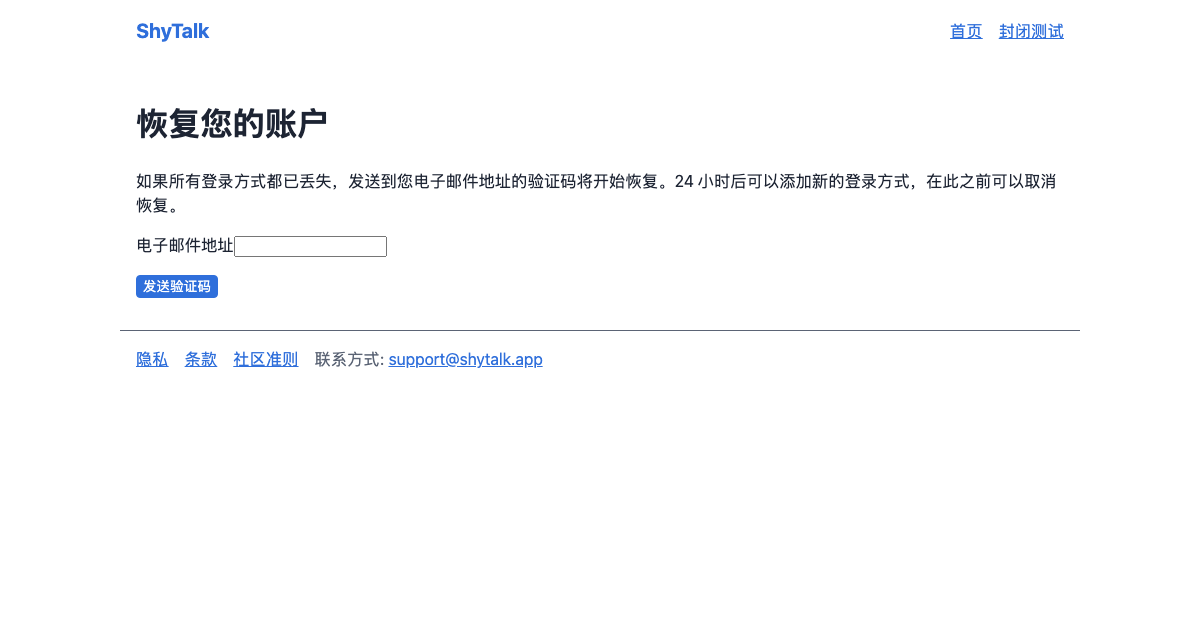 ShyTalk
首页 封闭测试
恢复您的账户
如果所有登录方式都已丢失，发送到您电子邮件地址的验证码将开始恢复。24 小时后可以添加新的登录方式，在此之前可以取消
恢复。
电子邮件地址
发送验证码
隐私 条款 社区准则 联系方式: support@shytalk.app